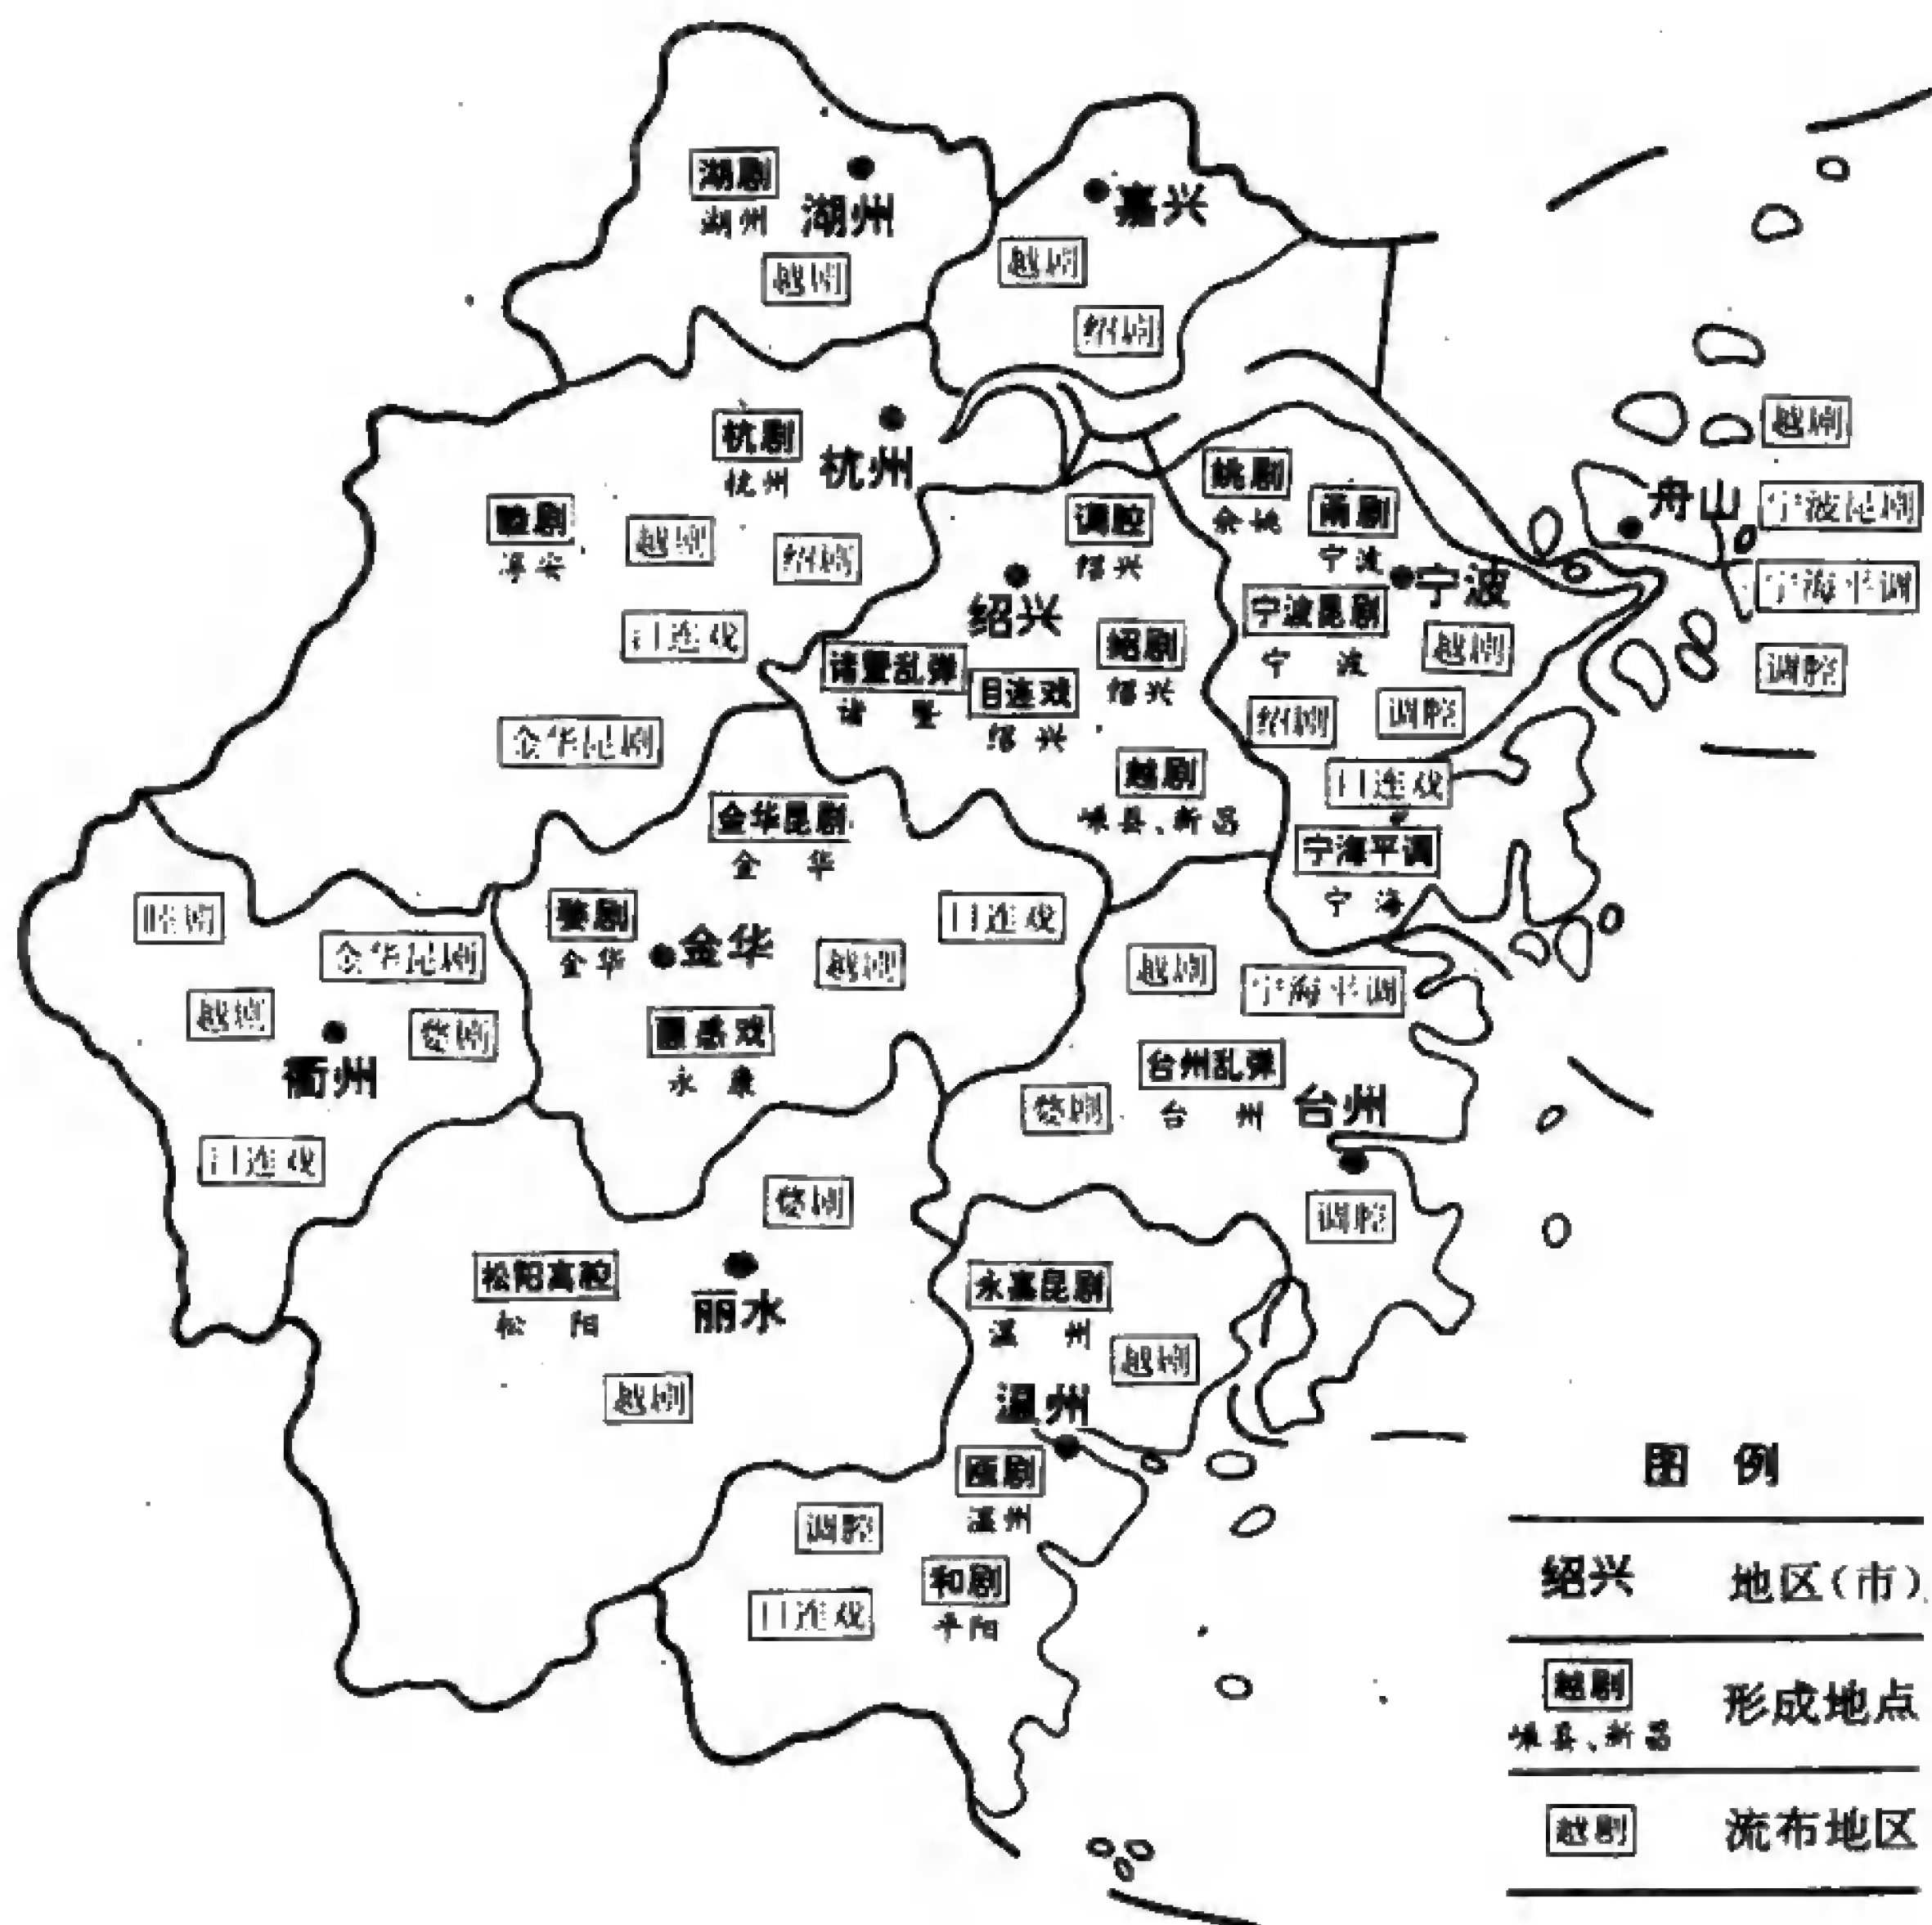 湖剧
湖州
湖州
越剧
嘉兴
越剧
绍剧
杭剧
杭州
杭州
睦剧
淳安
越剧
绍剧
目连戏
金华昆剧
调腔
绍兴
绍兴
绍剧
绍兴
诸暨乱弹
诸暨
目连戏
绍兴
越剧
嵊县、新昌
姚剧
余姚
甬剧
宁波
宁波
宁波昆剧
宁波
越剧
绍剧
调腔
目连戏
宁海平调
宁海
越剧
舟山
宁波昆剧
宁海平调
调腔
金华昆剧
金华
婺剧
金华
金华
目连戏
越剧
醒感戏
永康
睦剧
金华昆剧
越剧
婺剧
衢州
目连戏
越剧
宁海平调
台州乱弹
台州
台州
婺剧
调腔
婺剧
松阳高腔
松阳
丽水
越剧
永嘉昆剧
温州
越剧
温州
瓯剧
温州
调腔
和剧
平阳
目连戏
图例
绍兴 地区(市)
越剧
嵊县、新昌
形成地点
越剧 流布地区